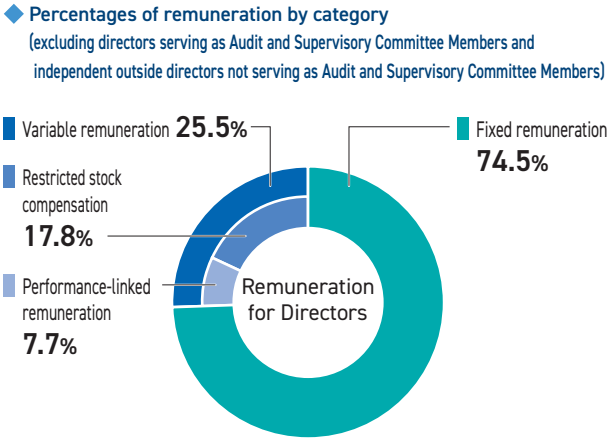 Percentages of remuneration by category
(excluding directors serving as Audit and Supervisory Committee Members and
independent outside directors not serving as Audit and Supervisory Committee Members)
Variable remuneration 25.5%
Fixed remuneration
74.5%
Restricted stock
compensation
17.8%
Performance-linked
remuneration
7.7%
Remuneration
for Directors